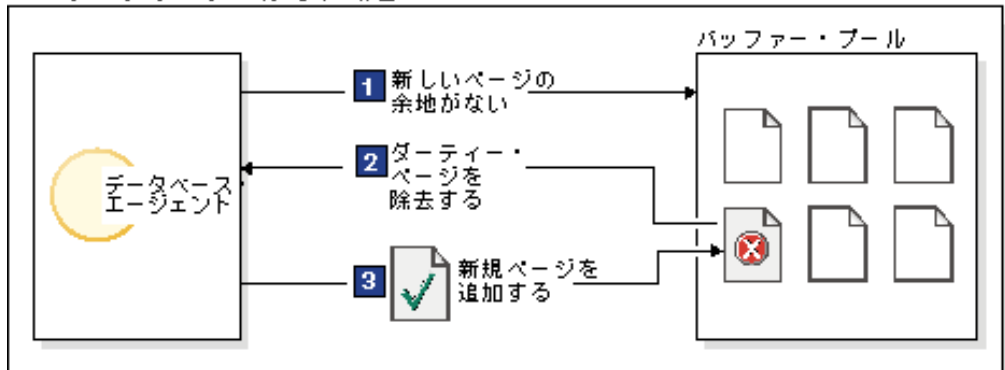 バッファー・プール
1 新しいページの
余地がない
2 ダーティー・
ページを
除去する
データベース
エージェント
3 新規ページを
追加する